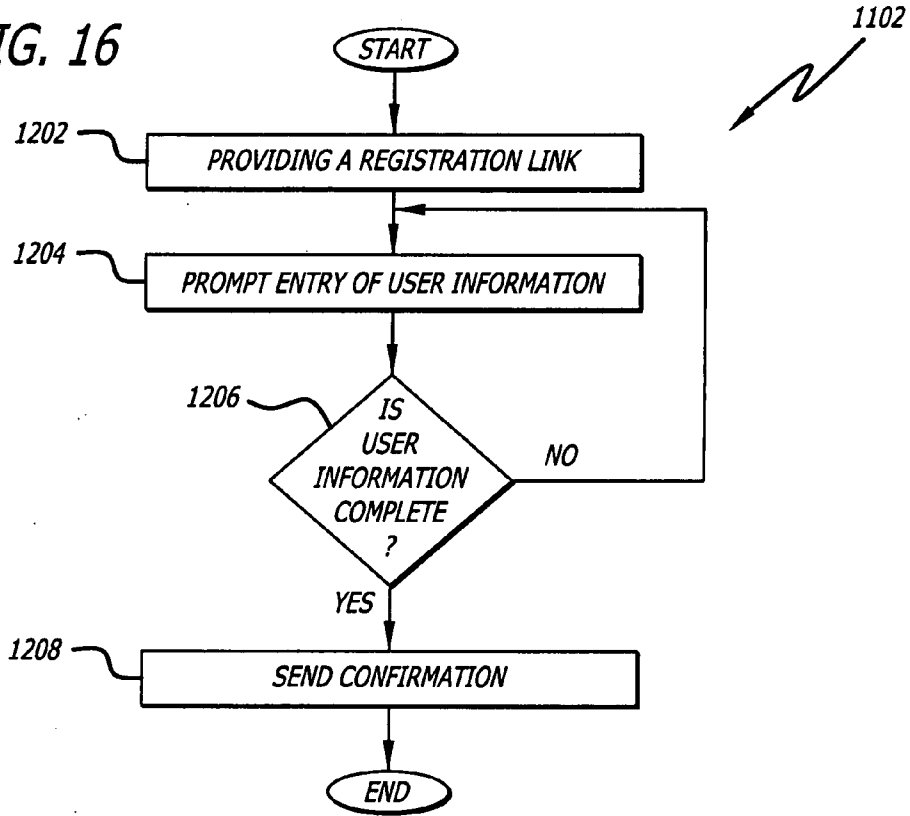 IG. 16
1102
START
1202
PROVIDING A REGISTRATION LINK
1204
PROMPT ENTRY OF USER INFORMATION
1206
IS
USER
INFORMATION
COMPLETE
?
NO
YES
1208
SEND CONFIRMATION
END